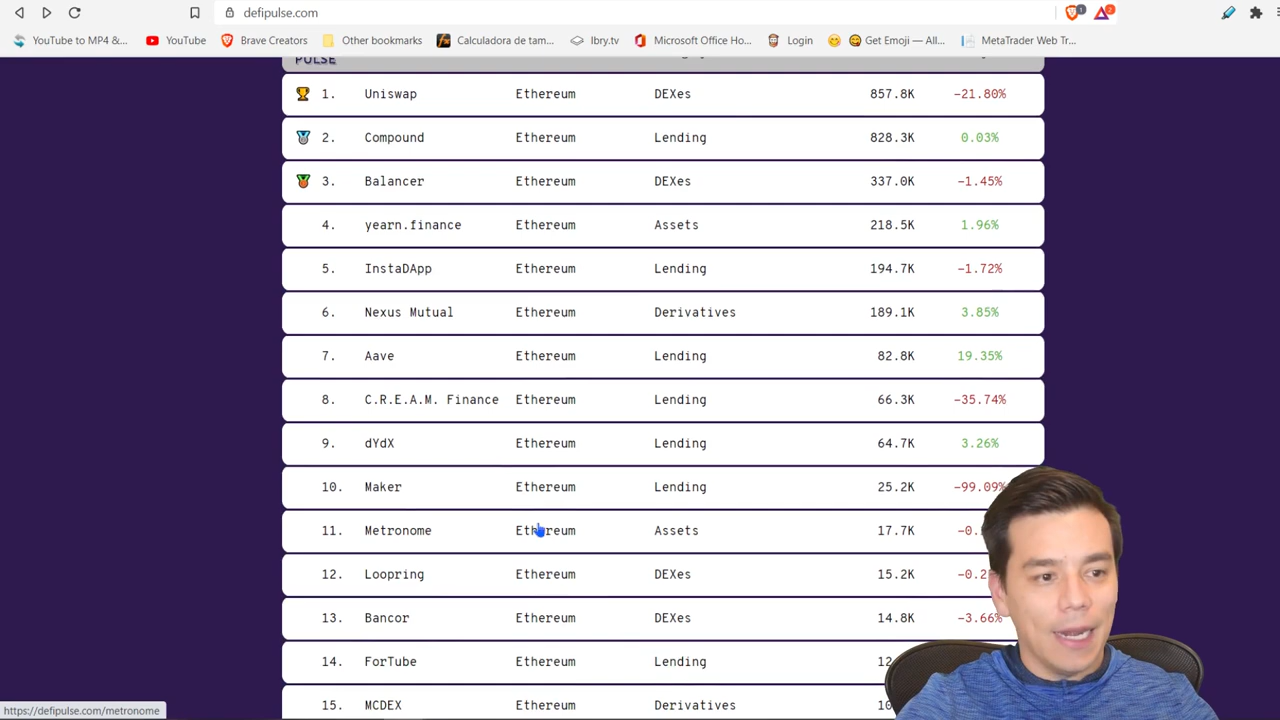 defipulse.com
1
2
YouTube to MP4 &...
YouTube
Brave Creators
Other bookmarks
Calculadora de tam...
lbry.tv
Microsoft Office Ho...
Login
Get Emoji — All...
MetaTrader Web Tr...
PULSE
1. Uniswap Ethereum DEXes 857.8K -21.80%
2. Compound Ethereum Lending 828.3K 0.03%
3. Balancer Ethereum DEXes 337.0K -1.45%
4. yearn.finance Ethereum Assets 218.5K 1.96%
5. InstaDApp Ethereum Lending 194.7K -1.72%
6. Nexus Mutual Ethereum Derivatives 189.1K 3.85%
7. Aave Ethereum Lending 82.8K 19.35%
8. C.R.E.A.M. Finance Ethereum Lending 66.3K -35.74%
9. dYdX Ethereum Lending 64.7K 3.26%
10. Maker Ethereum Lending 25.2K -99.09%
11. Metronome Ethereum Assets 17.7K -0.
12. Loopring Ethereum DEXes 15.2K -0.2
13. Bancor Ethereum DEXes 14.8K -3.66%
14. ForTube Ethereum Lending 12
15. MCDEX Ethereum Derivatives 10
https://defipulse.com/metronome